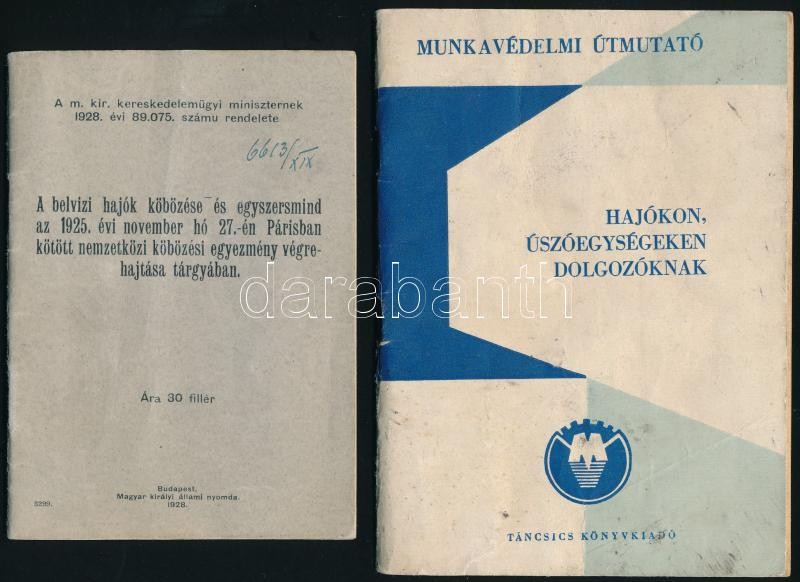 A m. kir. kereskedelemügyi miniszternek
1928. évi 89.075. számu rendelete
6613/XIX
A belvizi hajók köbözése és egyszersmind
az 1925. évi november hó 27.-én Párisban
kötött nemzetközi köbözési egyezmény végre-
hajtása tárgyában.
Ára 30 fillér
Budapest,
Magyar királyi állami nyomda.
1928.
8299.
MUNKAVÉDELMI ÚTMUTATÓ
HAJÓKON,
ÚSZÓEGYSÉGEKEN
DOLGOZÓKNAK
M
TÁNCSICS KÖNYVKIADÓ
darabanth